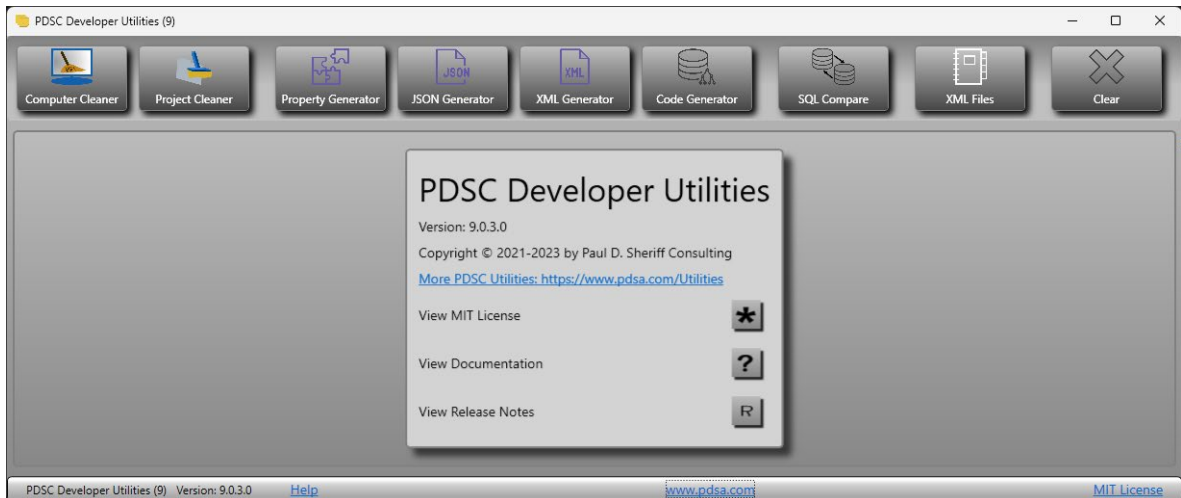 PDSC Developer Utilities (9)
Computer Cleaner
Project Cleaner
Property Generator
JSON
JSON Generator
XML
XML Generator
Code Generator
SQL Compare
XML Files
Clear
PDSC Developer Utilities
Version: 9.0.3.0
Copyright © 2021-2023 by Paul D. Sheriff Consulting
More PDSC Utilities: https://www.pdsa.com/Utilities
View MIT License *
View Documentation ?
View Release Notes R
PDSC Developer Utilities (9) Version: 9.0.3.0 Help www.pdsa.com MIT License